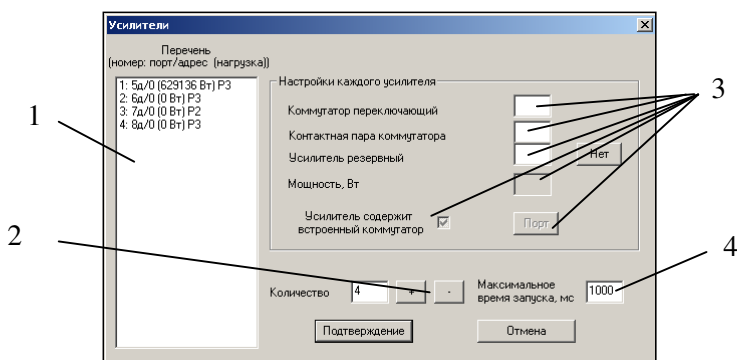 Усилители
Перечень
(номер: порт/адрес (нагрузка))
1: 5д/0 (629136 Вт) Р3
2: 6д/0 (0 Вт) Р3
3: 7д/0 (0 Вт) Р2
4: 8д/0 (0 Вт) Р3
Настройки каждого усилителя
Коммутатор переключающий
Контактная пара коммутатора
Усилитель резервный
Нет
Мощность, Вт
Усилитель содержит
встроенный коммутатор
Порт
Количество
4
+
-
Максимальное
время запуска, мс
1000
Подтверждение
Отмена
1
2
3
4